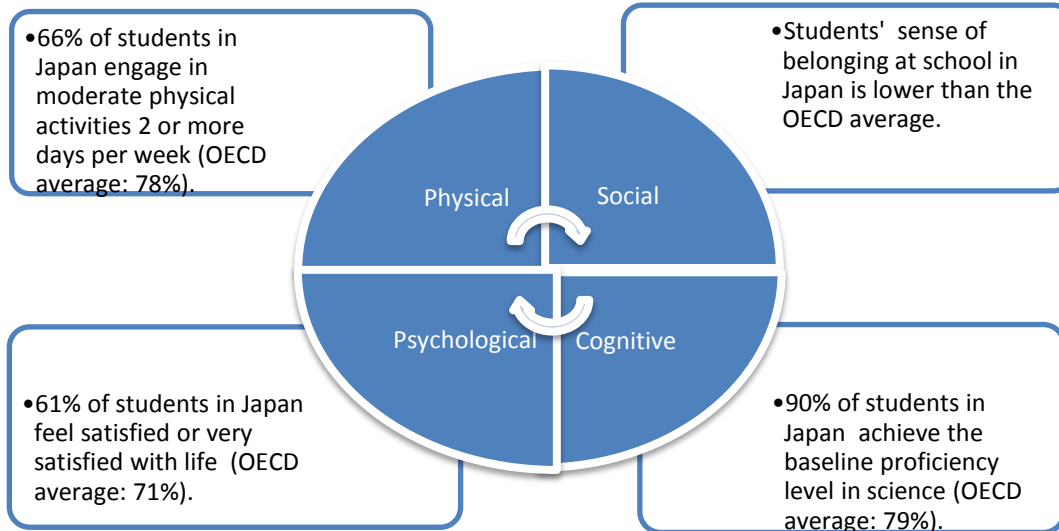 •66% of students in
Japan engage in
moderate physical
activities 2 or more
days per week (OECD
average: 78%).
•Students'  sense of
belonging at school in
Japan is lower than the
OECD average.
Physical
Social
Psychological
Cognitive
•61% of students in Japan
feel satisfied or very
satisfied with life  (OECD
average: 71%).
•90% of students in
Japan  achieve the
baseline proficiency
level in science (OECD
average: 79%).